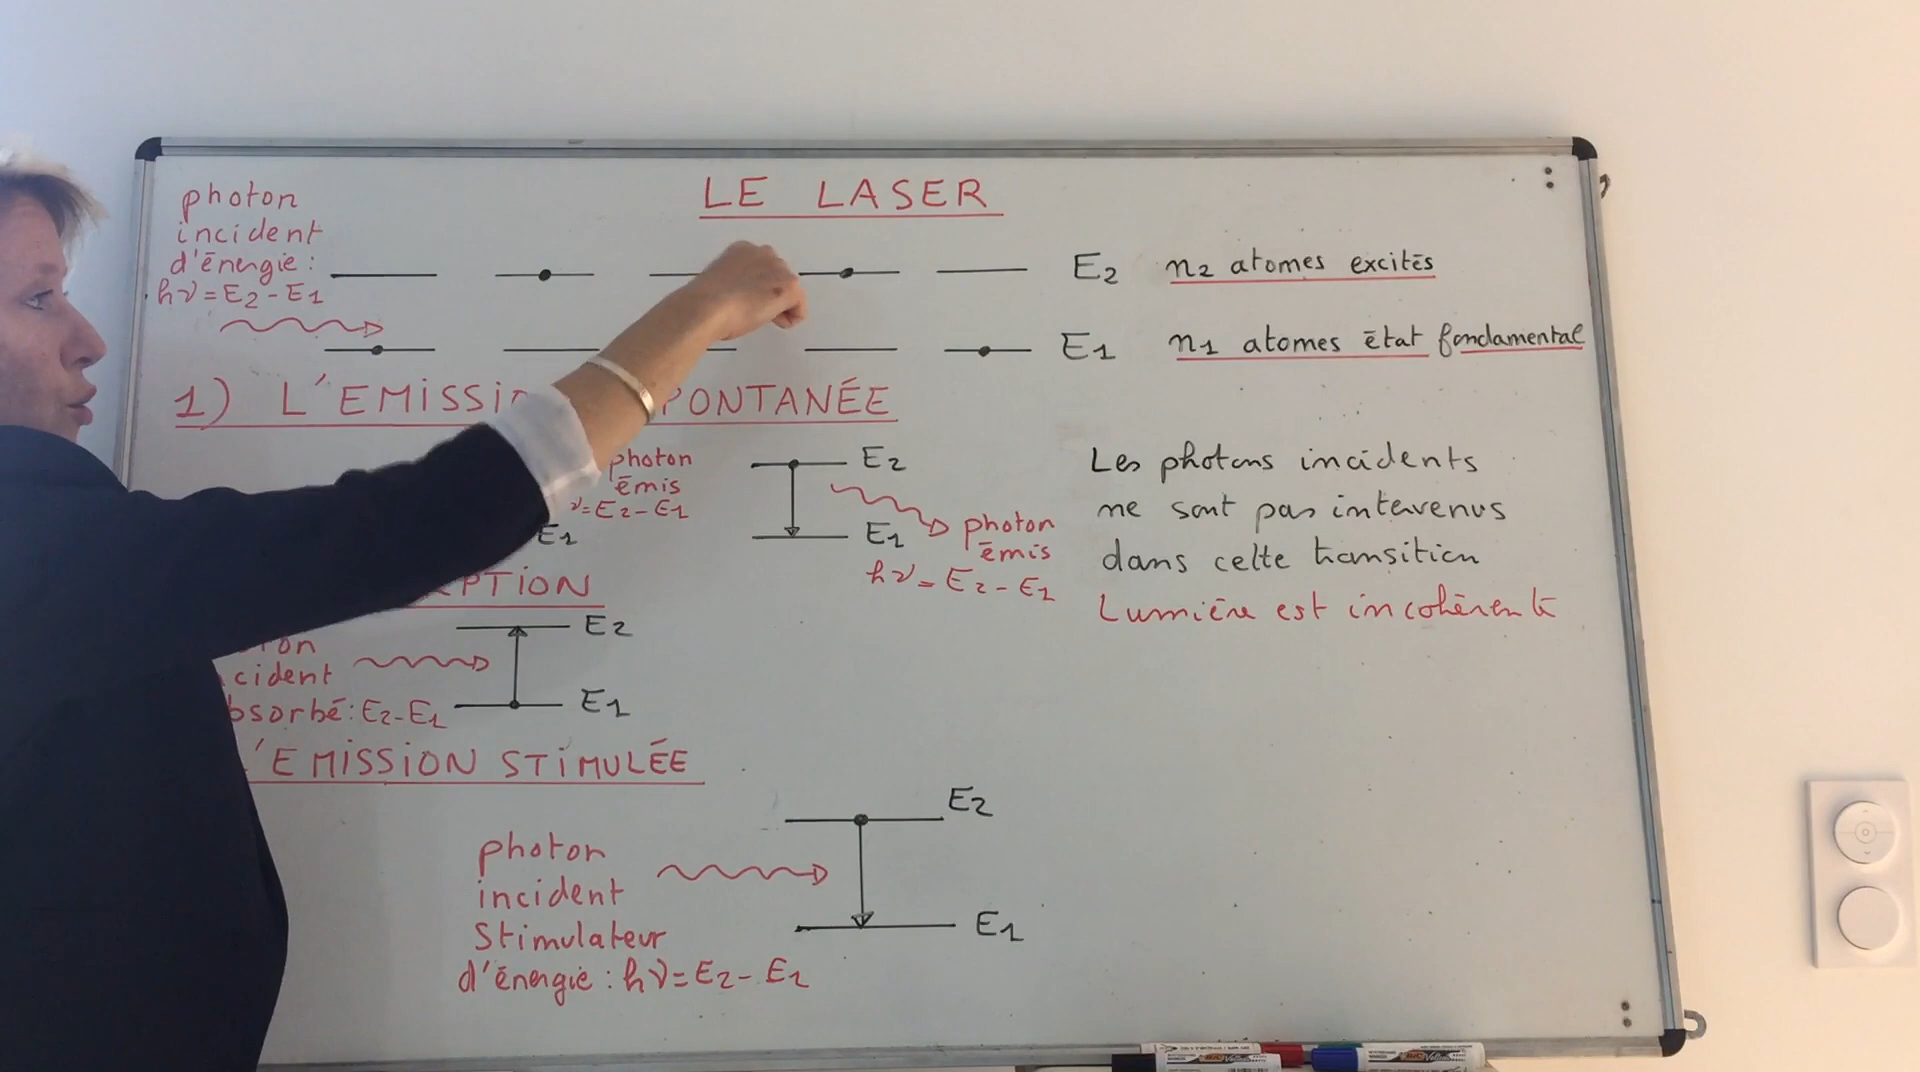 LE LASER
photon
incident
d'énergie :
hν = E2 - E1
E2 n2 atomes excités
E1 n1 atomes état fondamental
1) L'EMISSI PONTANÉE
photon
émis
ν = E2 - E1
E1
E2
E1
photon
émis
hν = E2 - E1
Les photons incidents
ne sont pas intervenus
dans cette transition
Lumière est incohérente
PTION
on
cident
bsorbé : E2 - E1
E2
E1
'EMISSION STIMULÉE
photon
incident
Stimulateur
d'énergie : hν = E2 - E1
E2
E1